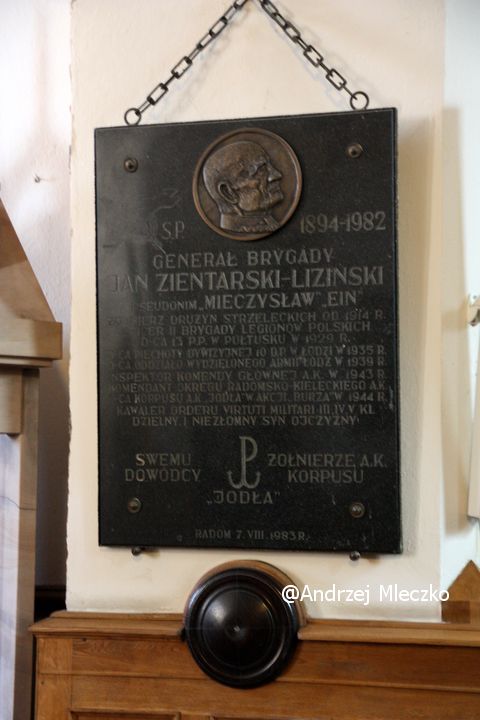 Ś.P. 1894-1982
GENERAŁ BRYGADY
JAN ZIENTARSKI-LIZINSKI
PSEUDONIM „MIECZYSŁAW”„EIN”
ŻOŁNIERZ DRUŻYN STRZELECKICH OD 1914 R.
OFICER II BRYGADY LEGIONÓW POLSKICH
D-CA 13 P.P. W PUŁTUSKU W 1929 R.
D-CA PIECHOTY DYWIZYJNEJ 10 D.P. W ŁODZI W 1935 R.
D-CA ODDZIAŁU WYDZIELONEGO ARMII ŁÓDŹ W 1939 R.
INSPEKTOR KOMENDY GŁÓWNEJ A.K. W 1943 R.
KOMENDANT OKRĘGU RADOMSKO-KIELECKIEGO A.K.
D-CA KORPUSU A.K. „JODŁA” W AKCJI „BURZA” W 1944 R.
KAWALER ORDERU VIRTUTI MILITARI III, IV, V KL.
DZIELNY I NIEZŁOMNY SYN OJCZYZNY
SWEMU DOWÓDCY
ŻOŁNIERZE A.K. KORPUSU
„JODŁA”
RADOM 7. VIII. 1983 R.
@Andrzej Mleczko